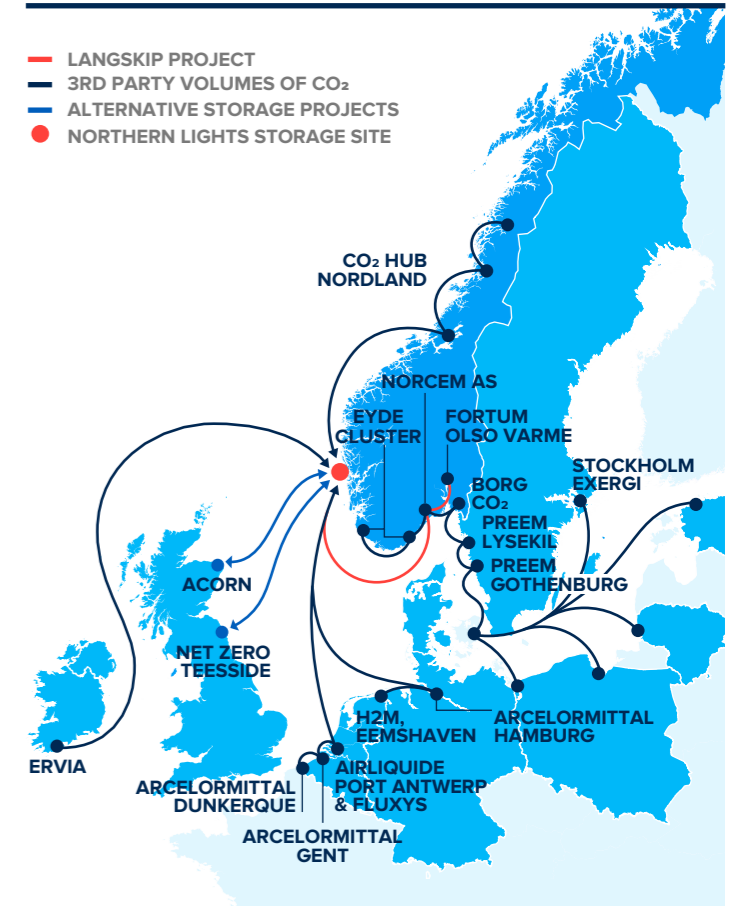 LANGSKIP PROJECT
3RD PARTY VOLUMES OF CO₂
ALTERNATIVE STORAGE PROJECTS
NORTHERN LIGHTS STORAGE SITE
CO₂ HUB
NORDLAND
NORCEM AS
EYDE
CLUSTER
FORTUM
OLSO VARME
STOCKHOLM
EXERGI
BORG
CO₂
PREEM
LYSEKIL
PREEM
GOTHENBURG
ACORN
NET ZERO
TEESSIDE
H2M,
EEMSHAVEN
ARCELORMITTAL
HAMBURG
ERVIA
AIRLIQUIDE
PORT ANTWERP
& FLUXYS
ARCELORMITTAL
DUNKERQUE
ARCELORMITTAL
GENT